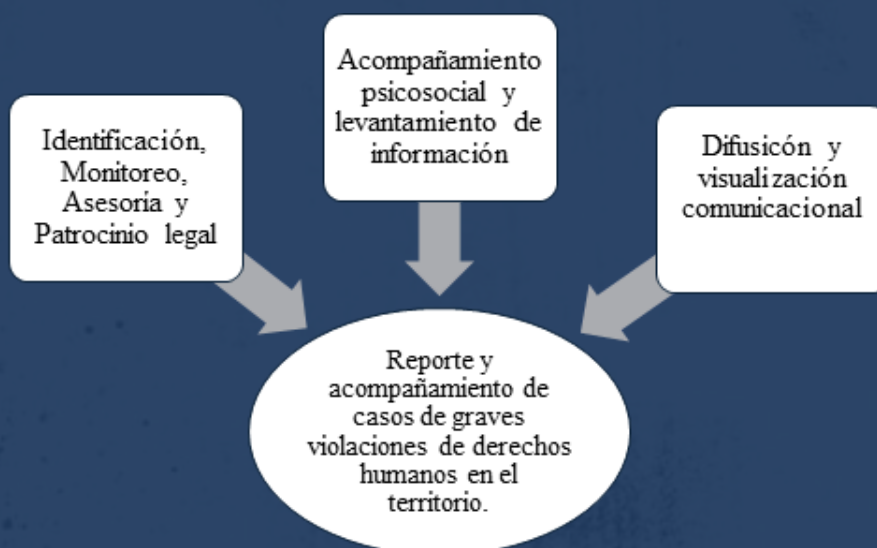 Identificación,
Monitoreo,
Asesoria y
Patrocinio legal
Acompañamiento
psicosocial y
levantamiento de
información
Difusicón y
visualización
comunicacional
Reporte y
acompañamiento de
casos de graves
violaciones de derechos
humanos en el
territorio.